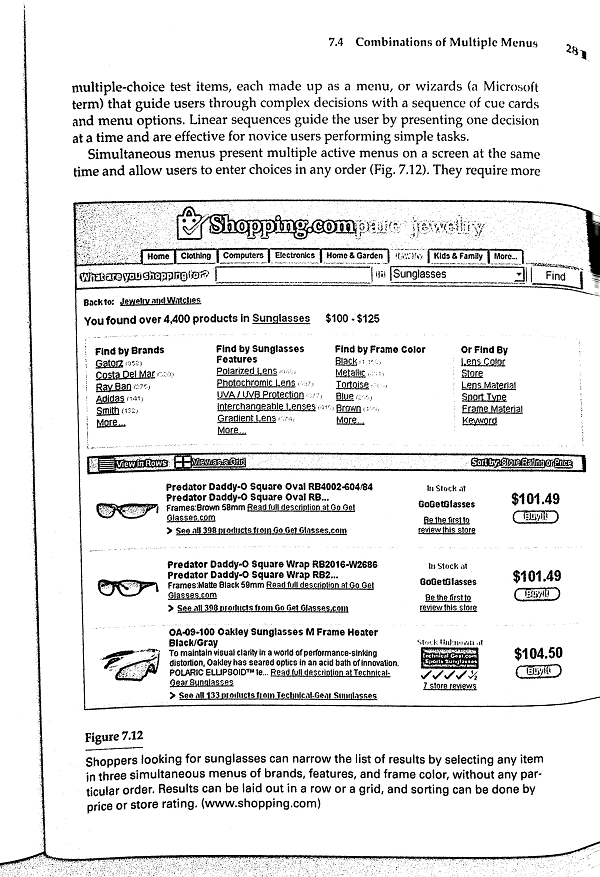 7.4 Combinations of Multiple Menus 281
multiple-choice test items, each made up as a menu, or wizards (a Microsoft
term) that guide users through complex decisions with a sequence of cue cards
and menu options. Linear sequences guide the user by presenting one decision
at a time and are effective for novice users performing simple tasks.
Simultaneous menus present multiple active menus on a screen at the same
time and allow users to enter choices in any order (Fig. 7.12). They require more
Shopping.com jewelry
Home Clothing Computers Electronics Home & Garden Kids & Family More...
What are you shopping for? Sunglasses Find
Back to: Jewelry and Watches
You found over 4,400 products in Sunglasses $100 - $125
Find by Brands Find by Sunglasses Features Find by Frame Color Or Find By
Gatorz Polarized Lens Black Lens Color
Costa Del Mar Photochromic Lens Metallic Store
Ray Ban (275) UVA / UVB Protection Tortoise Lens Material
Adidas (141) Interchangeable Lenses Blue Sport Type
Smith (132) Gradient Lens Brown Frame Material
More... More... More... Keyword
View in Rows View as a Grid Sort by: Store Rating or Price
Predator Daddy-O Square Oval RB4002-604/84
Predator Daddy-O Square Oval RB...
Frames:Brown 58mm Read full description at Go Get
Glasses.com
> See all 398 products from Go Get Glasses.com
In Stock at
GoGetGlasses
Be the first to
review this store
$101.49
Buy It
Predator Daddy-O Square Wrap RB2016-W2686
Predator Daddy-O Square Wrap RB2...
Frames:Matte Black 59mm Read full description at Go Get
Glasses.com
> See all 398 products from Go Get Glasses.com
In Stock at
GoGetGlasses
Be the first to
review this store
$101.49
Buy It
OA-09-100 Oakley Sunglasses M Frame Heater
Black/Gray
To maintain visual clarity in a world of performance-sinking
distortion, Oakley has seared optics in an acid bath of innovation.
POLARIC ELLIPSOID™ le... Read full description at Technical-
Gear Sunglasses
> See all 133 products from Technical-Gear Sunglasses
Stock Unknown at
Technical Gear.com
Sports Sunglasses
7 store reviews
$104.50
Buy It
Figure 7.12
Shoppers looking for sunglasses can narrow the list of results by selecting any item
in three simultaneous menus of brands, features, and frame color, without any par-
ticular order. Results can be laid out in a row or a grid, and sorting can be done by
price or store rating. (www.shopping.com)